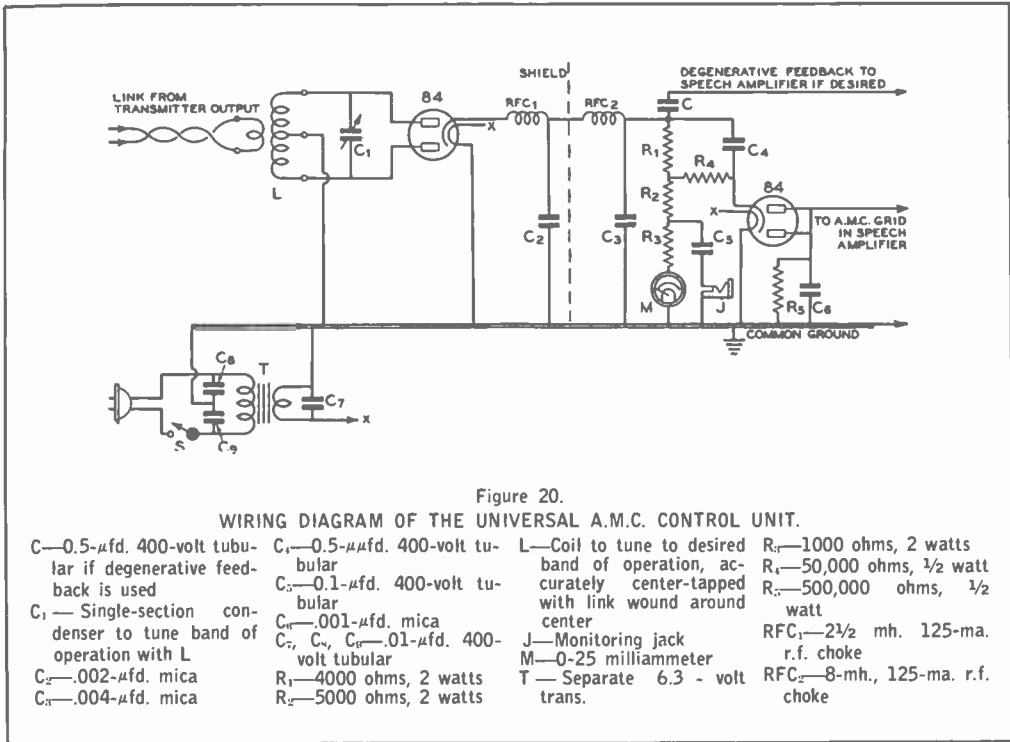 SHIELD
DEGENERATIVE FEEDBACK TO
SPEECH AMPLIFIER IF DESIRED
LINK FROM
TRANSMITTER OUTPUT
84
RFC₁
RFC₂
C
X
C₁
R₁
C₄
R₄
84
L
R₂
X
TO A.M.C. GRID
IN SPEECH
AMPLIFIER
C₂
C₃
R₃
C₅
M
J
R₅
C₆
COMMON GROUND
C₈
T
C₇
X
S
C₉
Figure 20.
WIRING DIAGRAM OF THE UNIVERSAL A.M.C. CONTROL UNIT.
C—0.5-μfd. 400-volt tubu-
lar if degenerative feed-
back is used
C₁ — Single-section con-
denser to tune band of
operation with L
C₂—.002-μfd. mica
C₃—.004-μfd. mica
C₄—0.5-μμfd. 400-volt tu-
bular
C₅—0.1-μfd. 400-volt tu-
bular
C₆—.001-μfd. mica
C₇, C₈, C₉—.01-μfd. 400-
volt tubular
R₁—4000 ohms, 2 watts
R₂—5000 ohms, 2 watts
L—Coil to tune to desired
band of operation, ac-
curately center-tapped
with link wound around
center
J—Monitoring jack
M—0-25 milliammeter
T — Separate 6.3 - volt
trans.
R₃—1000 ohms, 2 watts
R₄—50,000 ohms, ½ watt
R₅—500,000 ohms, ½
watt
RFC₁—2½ mh. 125-ma.
r.f. choke
RFC₂—8-mh., 125-ma. r.f.
choke